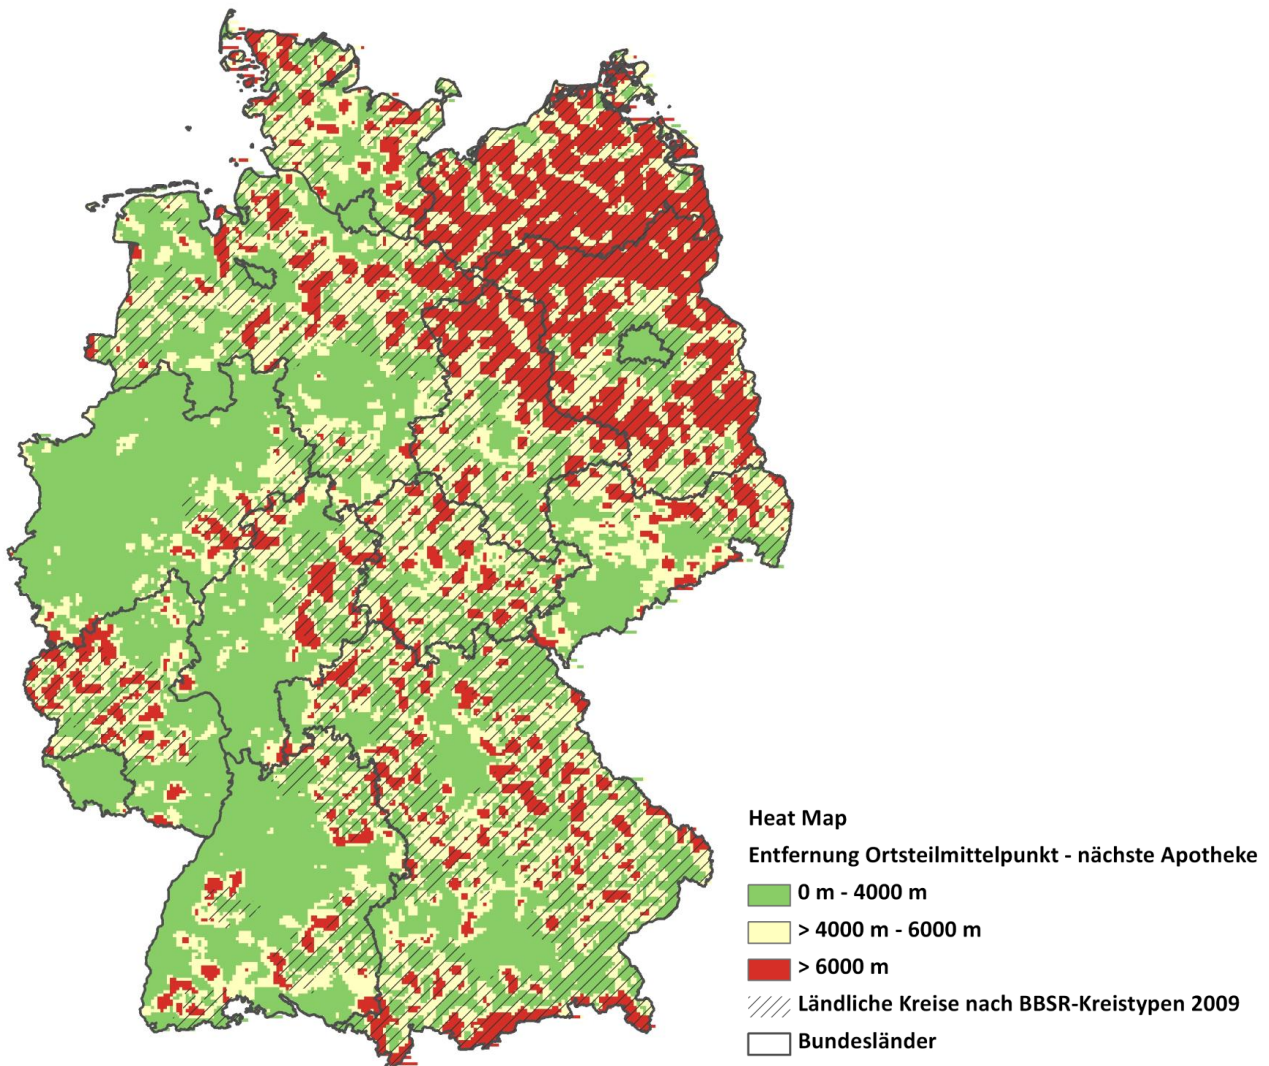 Heat Map
Entfernung Ortsteilmittelpunkt - nächste Apotheke
0 m - 4000 m
> 4000 m - 6000 m
> 6000 m
Ländliche Kreise nach BBSR-Kreistypen 2009
Bundesländer